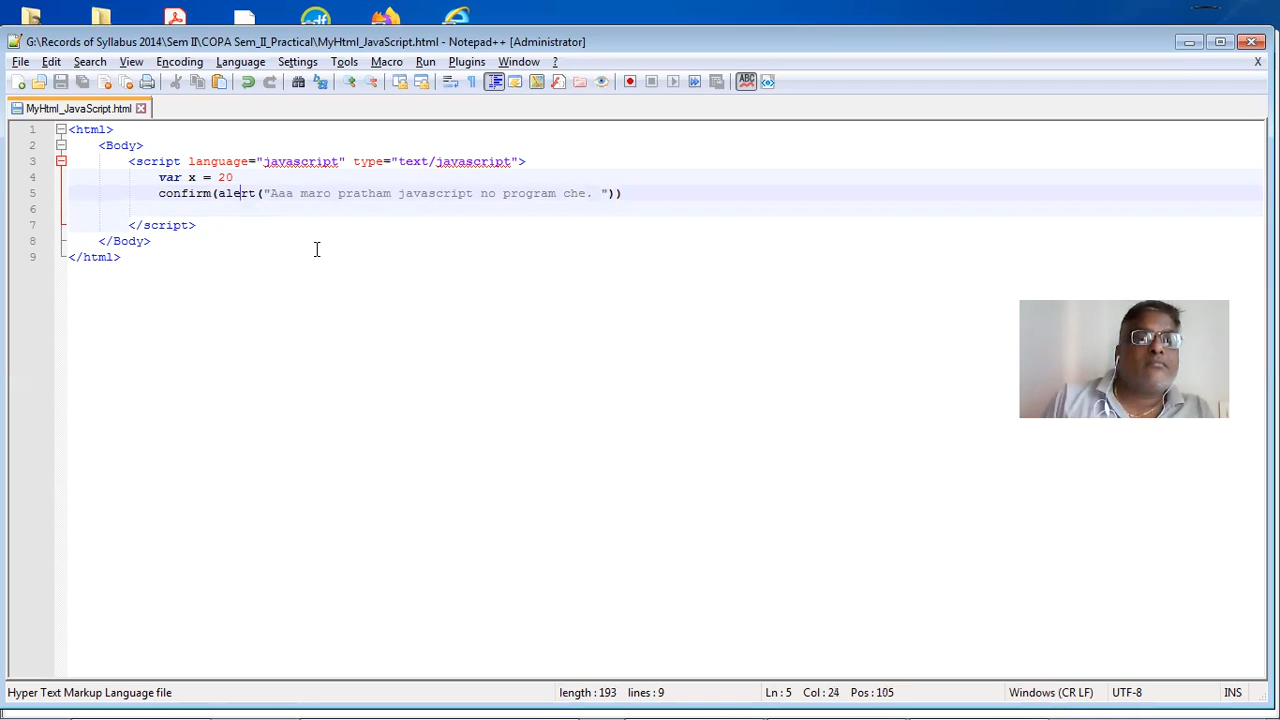 G:\Records of Syllabus 2014\Sem II\COPA Sem_II_Practical\MyHtml_JavaScript.html - Notepad++ [Administrator]
File Edit Search View Encoding Language Settings Tools Macro Run Plugins Window ? X
MyHtml_JavaScript.html
1 <html>
2 <Body>
3 <script language="javascript" type="text/javascript">
4 var x = 20
5 confirm(alert("Aaa maro pratham javascript no program che. "))
6
7 </script>
8 </Body>
9 </html>
Hyper Text Markup Language file length : 193 lines : 9 Ln : 5 Col : 24 Pos : 105 Windows (CR LF) UTF-8 INS